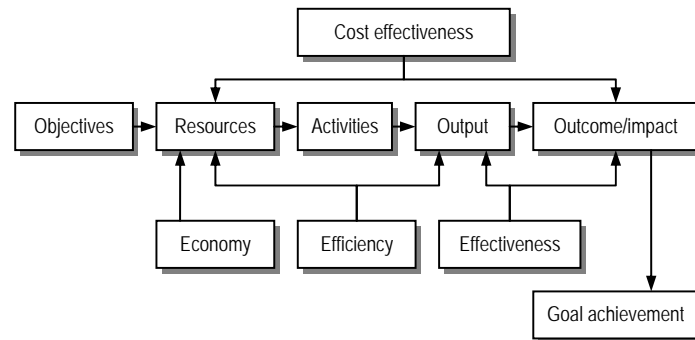 Cost effectiveness
Objectives
Resources
Activities
Output
Outcome/impact
Economy
Efficiency
Effectiveness
Goal achievement